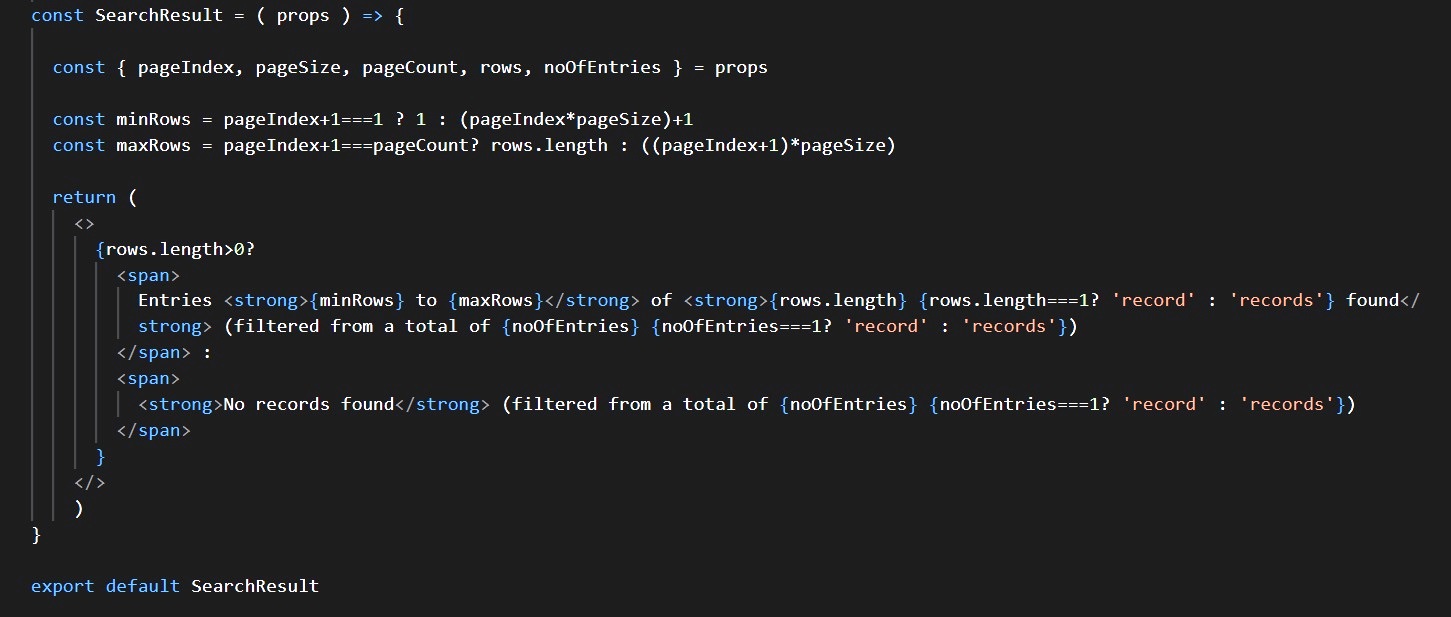 const SearchResult = ( props ) => {
const { pageIndex, pageSize, pageCount, rows, noOfEntries } = props
const minRows = pageIndex+1===1 ? 1 : (pageIndex*pageSize)+1
const maxRows = pageIndex+1===pageCount? rows.length : ((pageIndex+1)*pageSize)
return (
<>
{rows.length>0?
<span>
Entries <strong>{minRows} to {maxRows}</strong> of <strong>{rows.length} {rows.length===1? 'record' : 'records'} found</
strong> (filtered from a total of {noOfEntries} {noOfEntries===1? 'record' : 'records'})
</span> :
<span>
<strong>No records found</strong> (filtered from a total of {noOfEntries} {noOfEntries===1? 'record' : 'records'})
</span>
}
</>
)
}
export default SearchResult